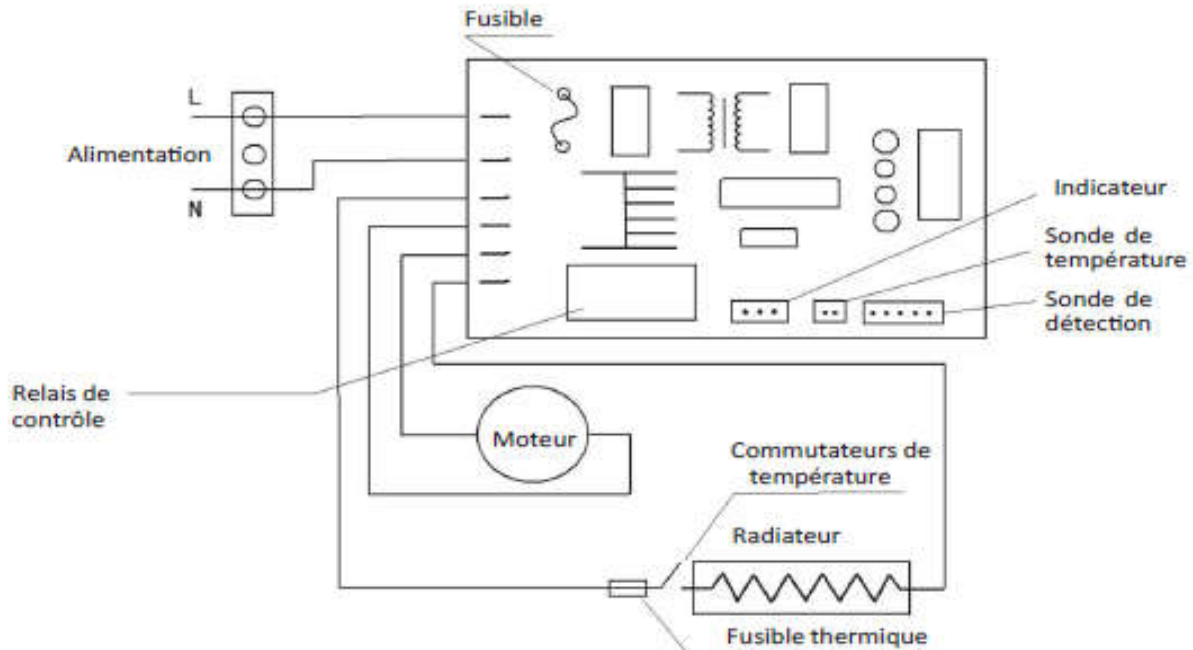 Fusible
L
Alimentation
N
Indicateur
Sonde de
température
Sonde de
détection
Relais de
contrôle
Moteur
Commutateurs de
température
Radiateur
Fusible thermique